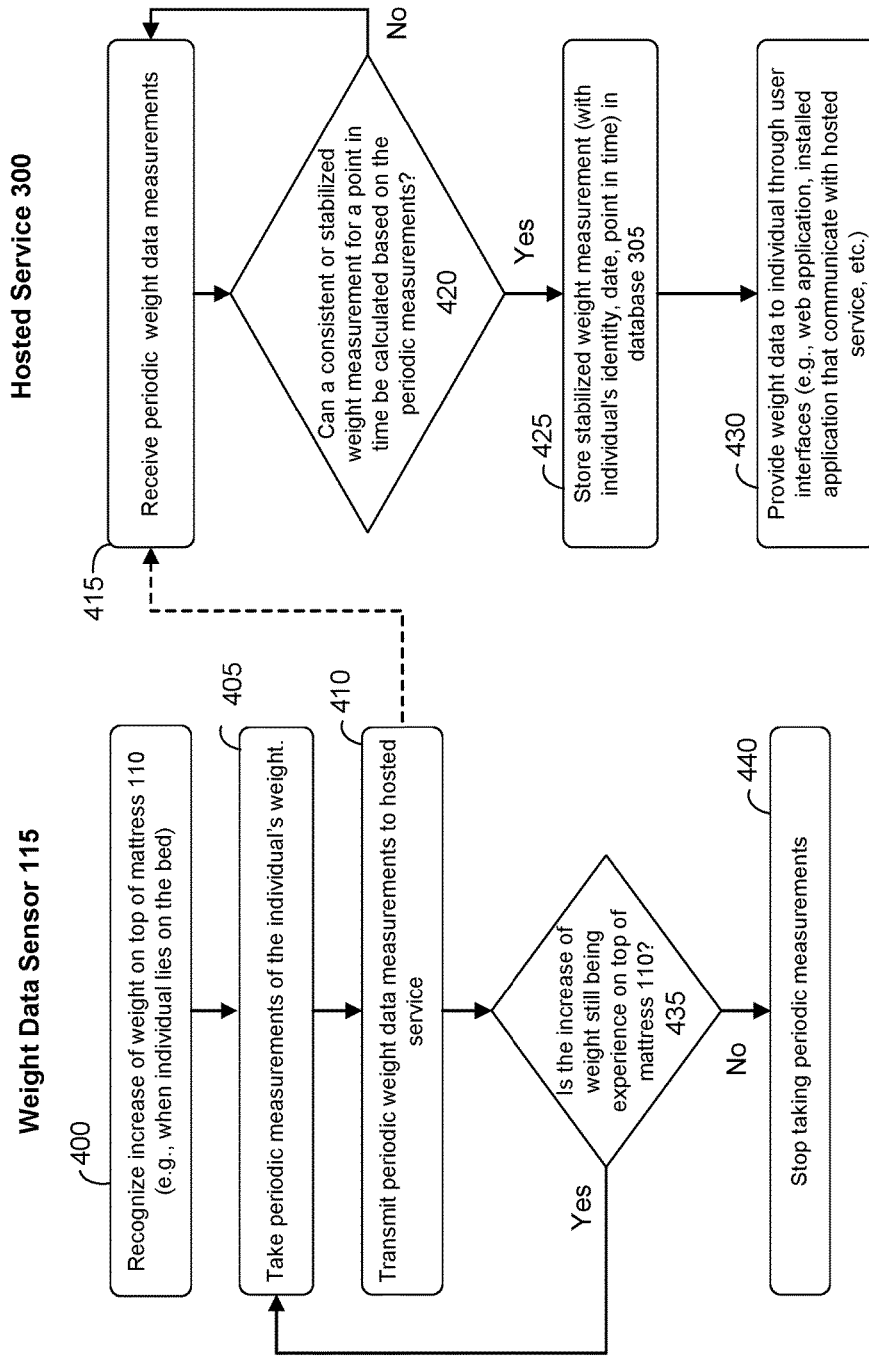 Weight Data Sensor 115
400
Recognize increase of weight on top of mattress 110
(e.g., when individual lies on the bed)
405
Take periodic measurements of the individual's weight.
410
Transmit periodic weight data measurements to hosted
service
Is the increase of
weight still being
experience on top of
mattress 110?
435
Yes
No
440
Stop taking periodic measurements
Hosted Service 300
415
Receive periodic weight data measurements
Can a consistent or stabilized
weight measurement for a point in
time be calculated based on the
periodic measurements?
420
No
Yes
425
Store stabilized weight measurement (with
individual's identity, date, point in time) in
database 305
430
Provide weight data to individual through user
interfaces (e.g., web application, installed
application that communicate with hosted
service, etc.)